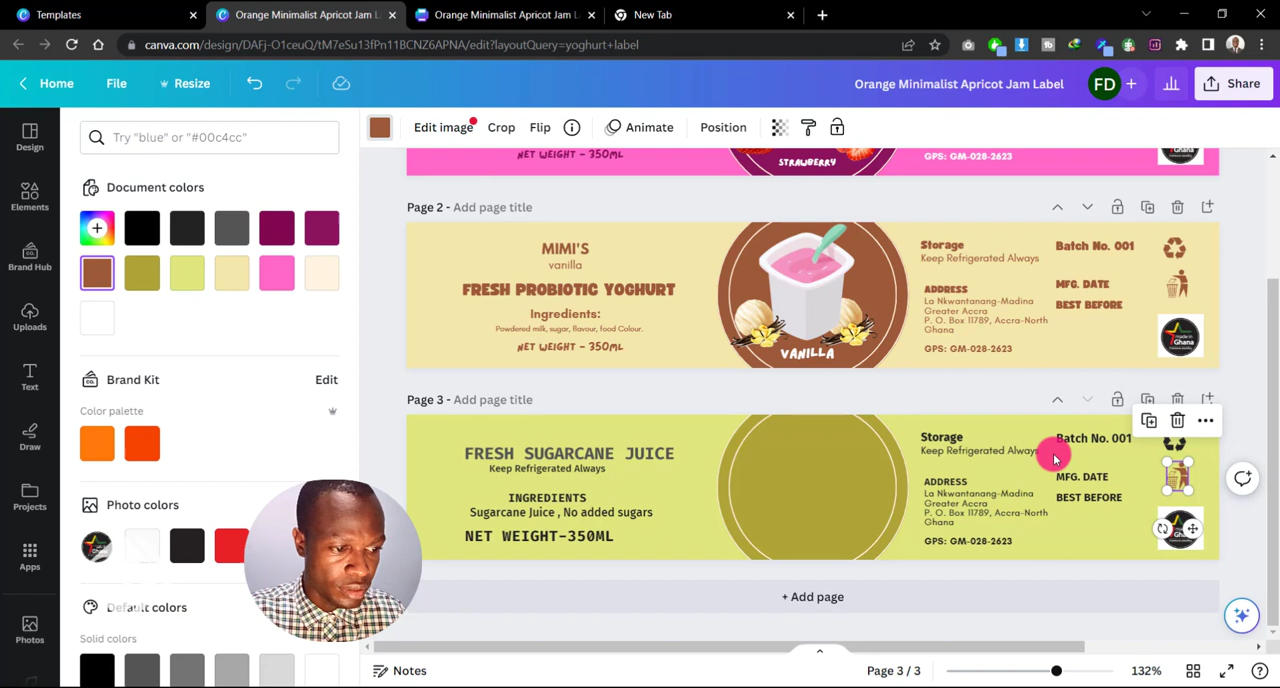 Templates
Orange Minimalist Apricot Jam L
Orange Minimalist Apricot Jam L
New Tab
canva.com/design/DAFj-O1ceuQ/tM7eSu13fPn11BCNZ6APNA/edit?layoutQuery=yoghurt+label
Home
File
Resize
Orange Minimalist Apricot Jam Label
FD
Share
Design
Elements
Brand Hub
Uploads
Text
Draw
Projects
Apps
Photos
Try "blue" or "#00c4cc"
Document colors
Brand Kit
Edit
Color palette
Photo colors
Default colors
Solid colors
Edit image
Crop
Flip
Animate
Position
NET WEIGHT - 350ML
STRAWBERRY
GPS: GM-028-2623
Page 2 - Add page title
MIMI'S
vanilla
FRESH PROBIOTIC YOGHURT
Ingredients:
Powdered milk, sugar, flavour, food Colour.
NET WEIGHT - 350ML
VANILLA
Storage
Keep Refrigerated Always
ADDRESS
La Nkwantanang-Madina
Greater Accra
P. O. Box 11789, Accra-North
Ghana
GPS: GM-028-2623
Batch No. 001
MFG. DATE
BEST BEFORE
made in
Ghana
Page 3 - Add page title
FRESH SUGARCANE JUICE
Keep Refrigerated Always
INGREDIENTS
Sugarcane Juice , No added sugars
NET WEIGHT-350ML
Storage
Keep Refrigerated Always
ADDRESS
La Nkwantanang-Madina
Greater Accra
P. O. Box 11789, Accra-North
Ghana
GPS: GM-028-2623
Batch No. 001
MFG. DATE
BEST BEFORE
+ Add page
Notes
Page 3 / 3
132%